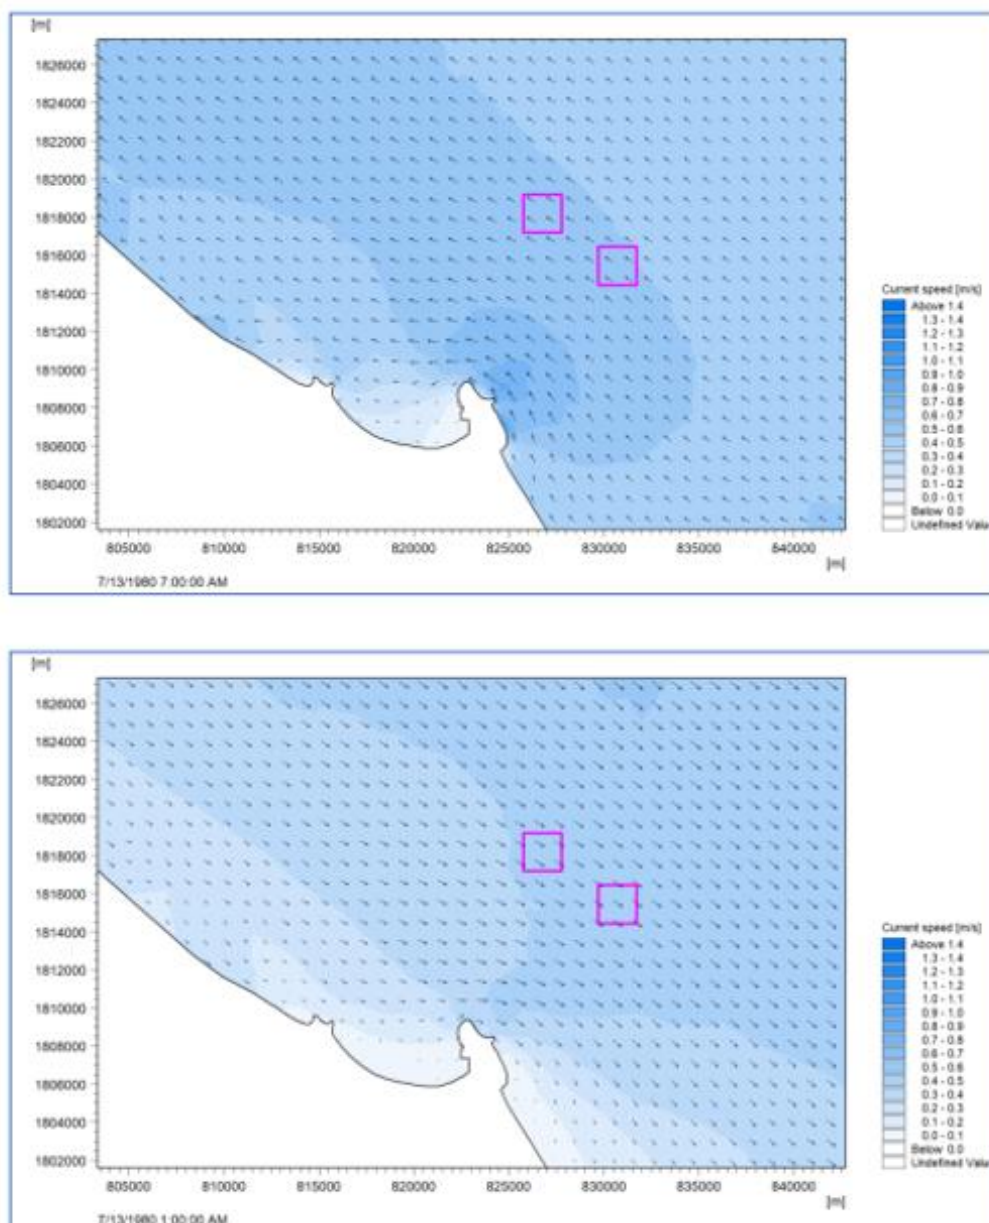 [m]
1826000
1824000
1822000
1820000
1818000
1816000
1814000
1812000
1810000
1808000
1806000
1804000
1802000
805000 810000 815000 820000 825000 830000 835000 840000
[m]
7/13/1980 7:00:00 AM
Current speed [m/s]
Above 1.4
1.3 - 1.4
1.2 - 1.3
1.1 - 1.2
1.0 - 1.1
0.9 - 1.0
0.8 - 0.9
0.7 - 0.8
0.6 - 0.7
0.5 - 0.6
0.4 - 0.5
0.3 - 0.4
0.2 - 0.3
0.1 - 0.2
0.0 - 0.1
Below 0.0
Undefined Valu
[m]
1826000
1824000
1822000
1820000
1818000
1816000
1814000
1812000
1810000
1808000
1806000
1804000
1802000
805000 810000 815000 820000 825000 830000 835000 840000
[m]
7/13/1980 1:00:00 AM
Current speed [m/s]
Above 1.4
1.3 - 1.4
1.2 - 1.3
1.1 - 1.2
1.0 - 1.1
0.9 - 1.0
0.8 - 0.9
0.7 - 0.8
0.6 - 0.7
0.5 - 0.6
0.4 - 0.5
0.3 - 0.4
0.2 - 0.3
0.1 - 0.2
0.0 - 0.1
Below 0.0
Undefined Valu